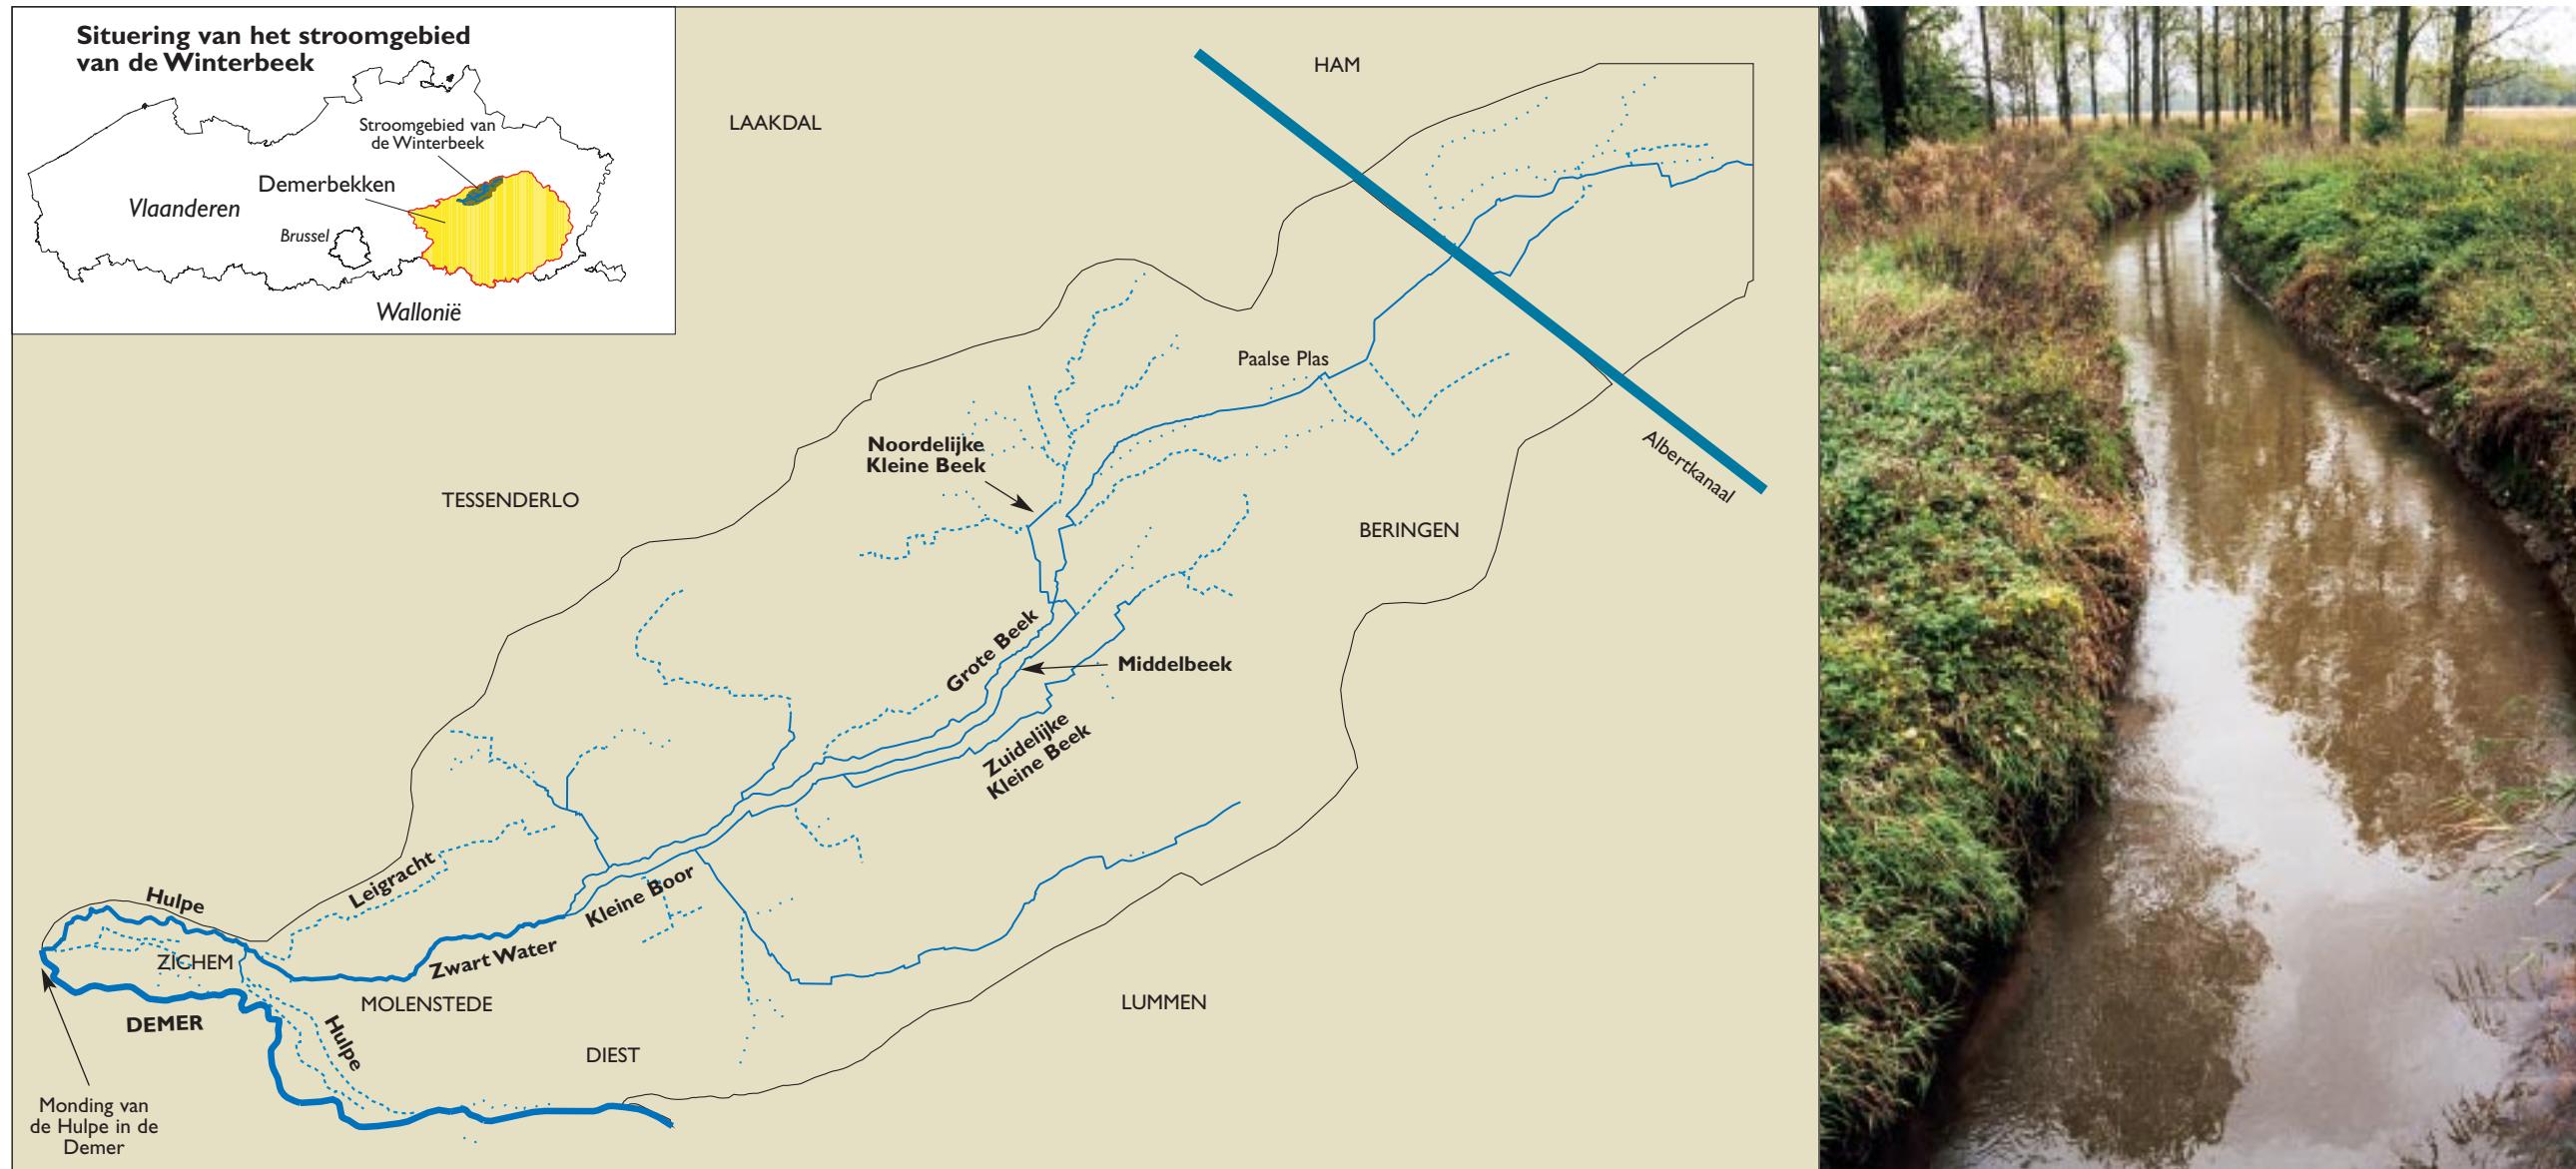 Situering van het stroomgebied
van de Winterbeek
Stroomgebied van
de Winterbeek
Demerbekken
Vlaanderen
Brussel
Wallonië
HAM
LAAKDAL
Paalse Plas
Albertkanaal
Noordelijke
Kleine Beek
TESSENDERLO
BERINGEN
Grote Beek
Middelbeek
Zuidelijke
Kleine Beek
Leigracht
Hulpe
Kleine Boor
Zwart Water
ZICHEM
MOLENSTEDE
LUMMEN
DEMER
Hulpe
DIEST
Monding van
de Hulpe in de
Demer